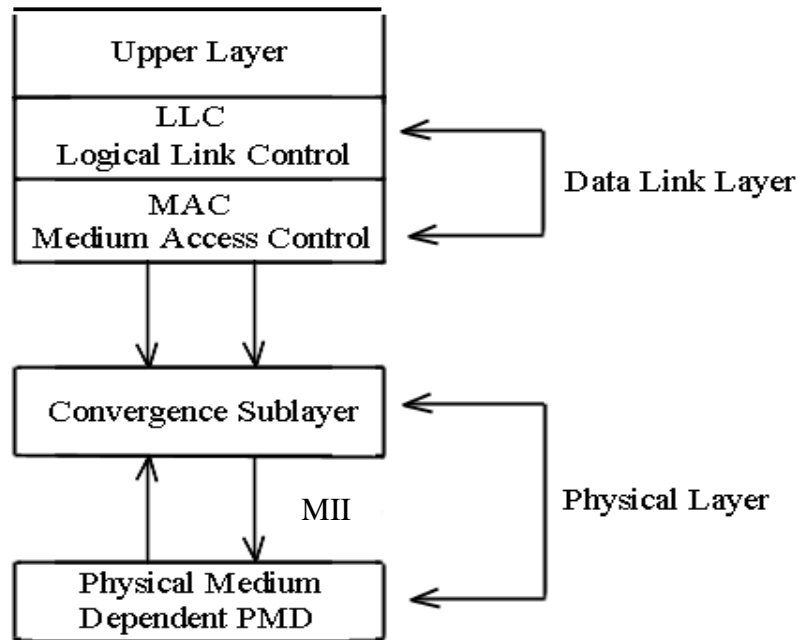 Upper Layer
LLC
Logical Link Control
MAC
Medium Access Control
Data Link Layer
Convergence Sublayer
MII
Physical Layer
Physical Medium
Dependent PMD